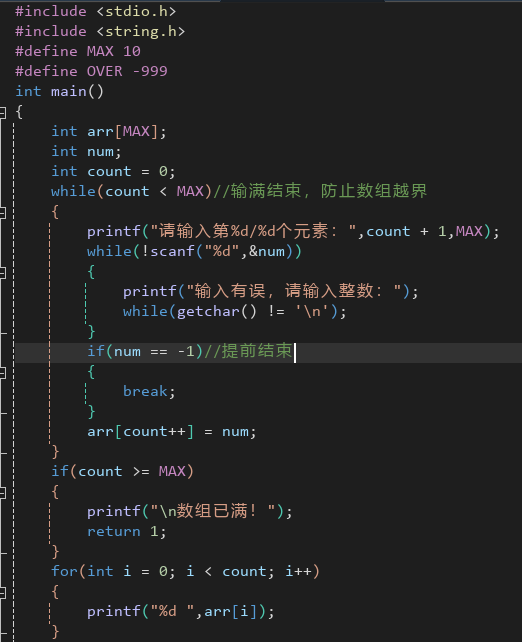 #include <stdio.h>
#include <string.h>
#define MAX 10
#define OVER -999
int main()
{
    int arr[MAX];
    int num;
    int count = 0;
    while(count < MAX)//输满结束，防止数组越界
    {
        printf("请输入第%d/%d个元素：",count + 1,MAX);
        while(!scanf("%d",&num))
        {
            printf("输入有误，请输入整数：");
            while(getchar() != '\n');
        }
        if(num == -1)//提前结束
        {
            break;
        }
        arr[count++] = num;
    }
    if(count >= MAX)
    {
        printf("\n数组已满！");
        return 1;
    }
    for(int i = 0; i < count; i++)
    {
        printf("%d ",arr[i]);
    }